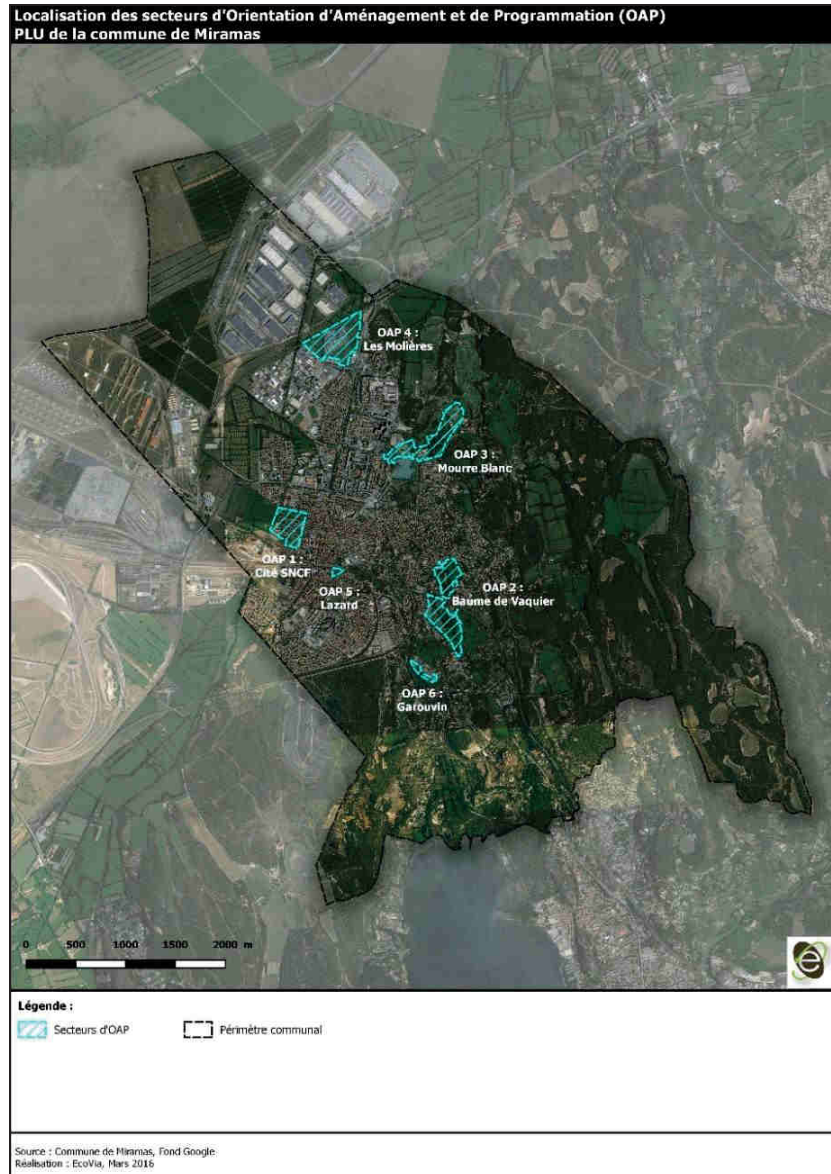 Localisation des secteurs d'Orientation d'Aménagement et de Programmation (OAP)
PLU de la commune de Miramas
OAP 4 :
Les Molières
OAP 3 :
Mourre Blanc
OAP 1 :
Cité SNCF
OAP 5 :
Lazard
OAP 2 :
Baume de Vaquier
OAP 6 :
Garouvin
0 500 1000 1500 2000 m
e
Légende :
Secteurs d'OAP
Périmètre communal
Source : Commune de Miramas, Fond Google
Réalisation : EcoVia, Mars 2016